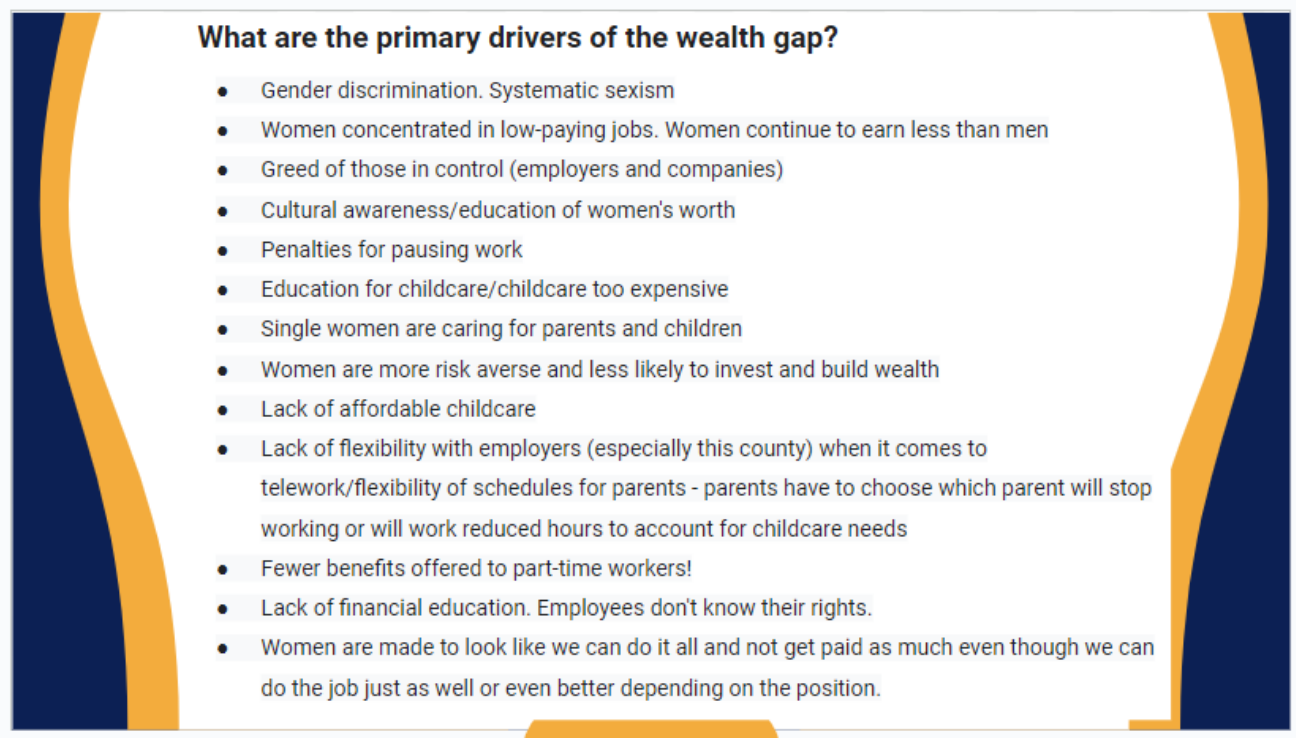 What are the primary drivers of the wealth gap?
● Gender discrimination. Systematic sexism
● Women concentrated in low-paying jobs. Women continue to earn less than men
● Greed of those in control (employers and companies)
● Cultural awareness/education of women's worth
● Penalties for pausing work
● Education for childcare/childcare too expensive
● Single women are caring for parents and children
● Women are more risk averse and less likely to invest and build wealth
● Lack of affordable childcare
● Lack of flexibility with employers (especially this county) when it comes to
telework/flexibility of schedules for parents - parents have to choose which parent will stop
working or will work reduced hours to account for childcare needs
● Fewer benefits offered to part-time workers!
● Lack of financial education. Employees don't know their rights.
● Women are made to look like we can do it all and not get paid as much even though we can
do the job just as well or even better depending on the position.